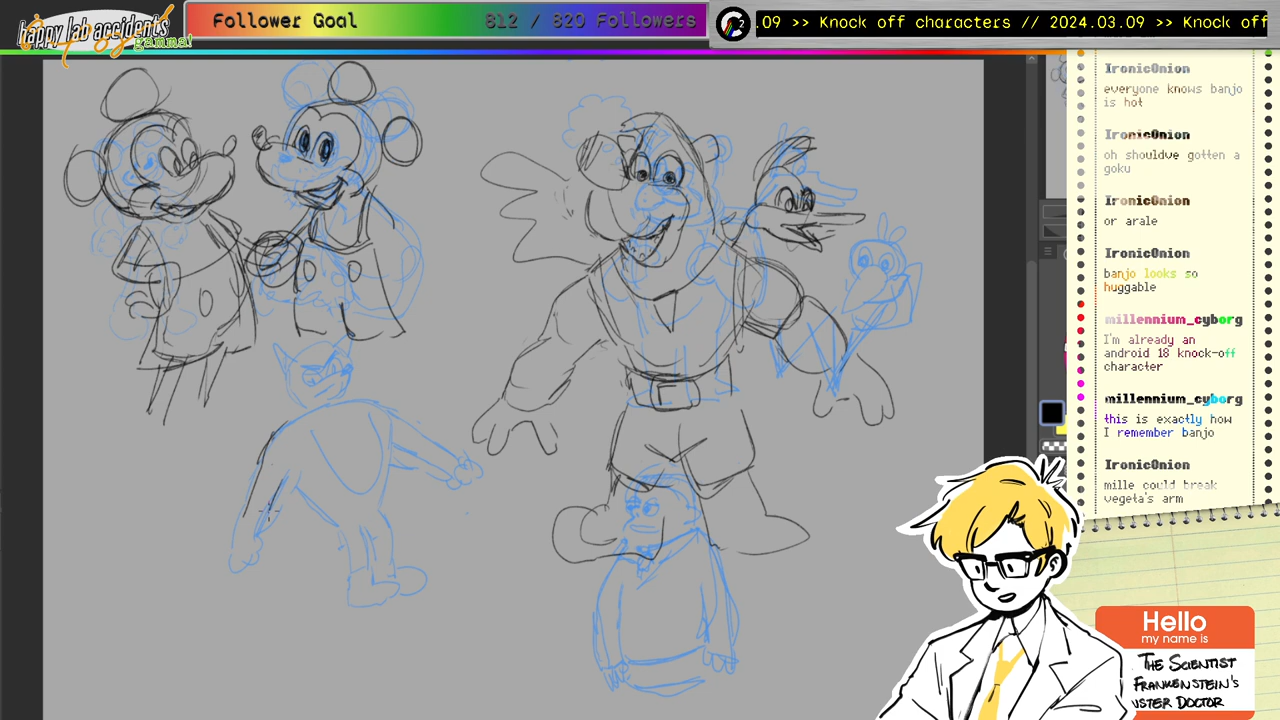 happy lab accidents
gamma!
Follower Goal
812 / 820 Followers
.09 >> Knock off characters // 2024.03.09 >> Knock off
IronicOnion
everyone knows banjo
is hot
IronicOnion
oh shouldve gotten a
goku
IronicOnion
or arale
IronicOnion
banjo looks so
huggable
millennium_cyborg
I'm already an
android 18 knock-off
character
millennium_cyborg
this is exactly how
I remember banjo
IronicOnion
mille could break
vegeta's arm
Hello
my name is
THE SCIENTIST
FRANKENSTEIN'S
DOCTOR